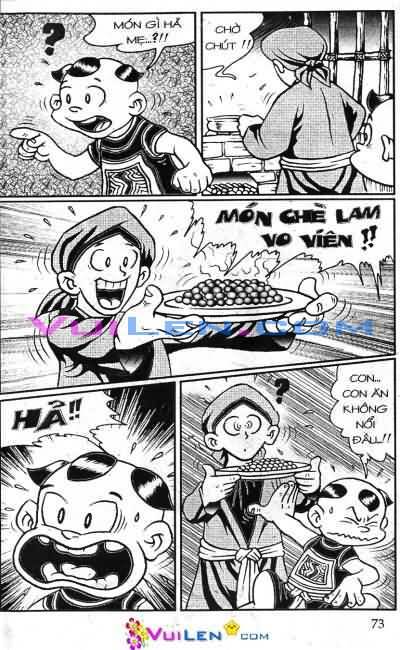 ?
MÓN GÌ HẢ
MẸ...?!!
CHỜ
CHÚT !!
MÓN CHÈ LAM
VO VIÊN !!
VUILEN.COM
HẢ!!
?
CON...
CON ĂN
KHÔNG
NỔI
ĐÂU..!!
73
VUILEN.COM